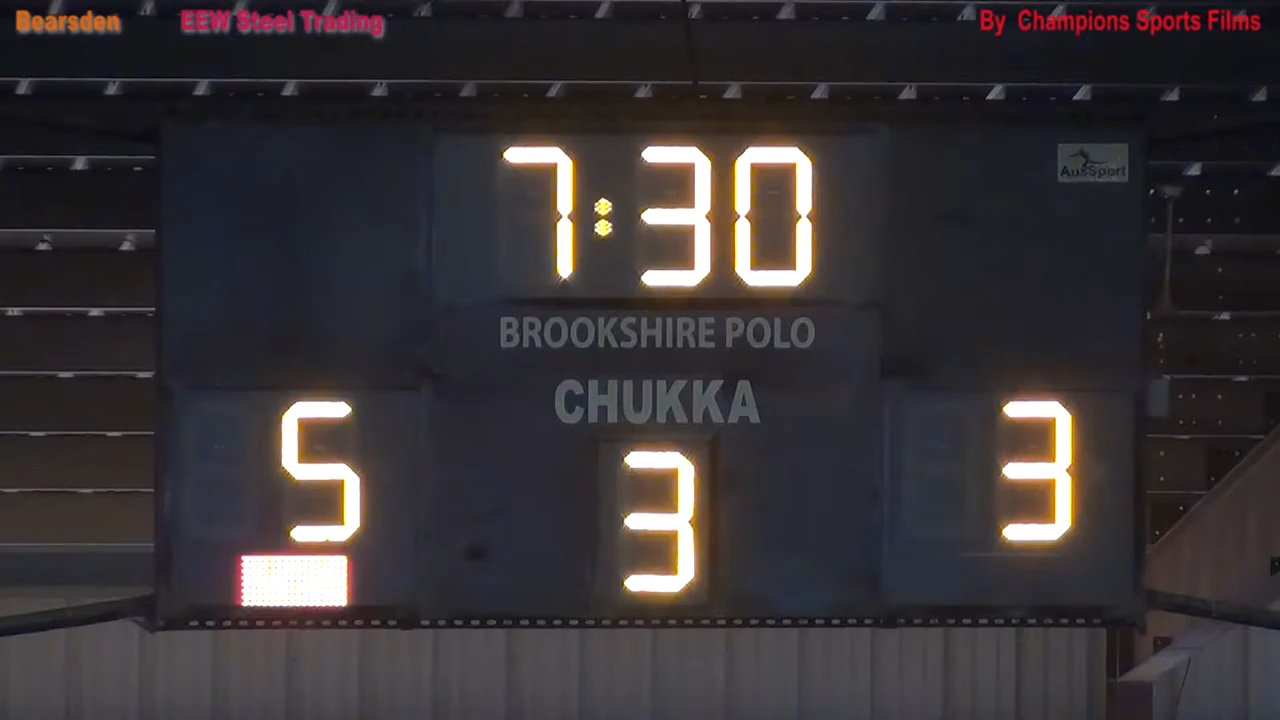 Bearsden EEW Steel Trading By Champions Sports Films
7:30
AusSport
BROOKSHIRE POLO
CHUKKA
5 3 3